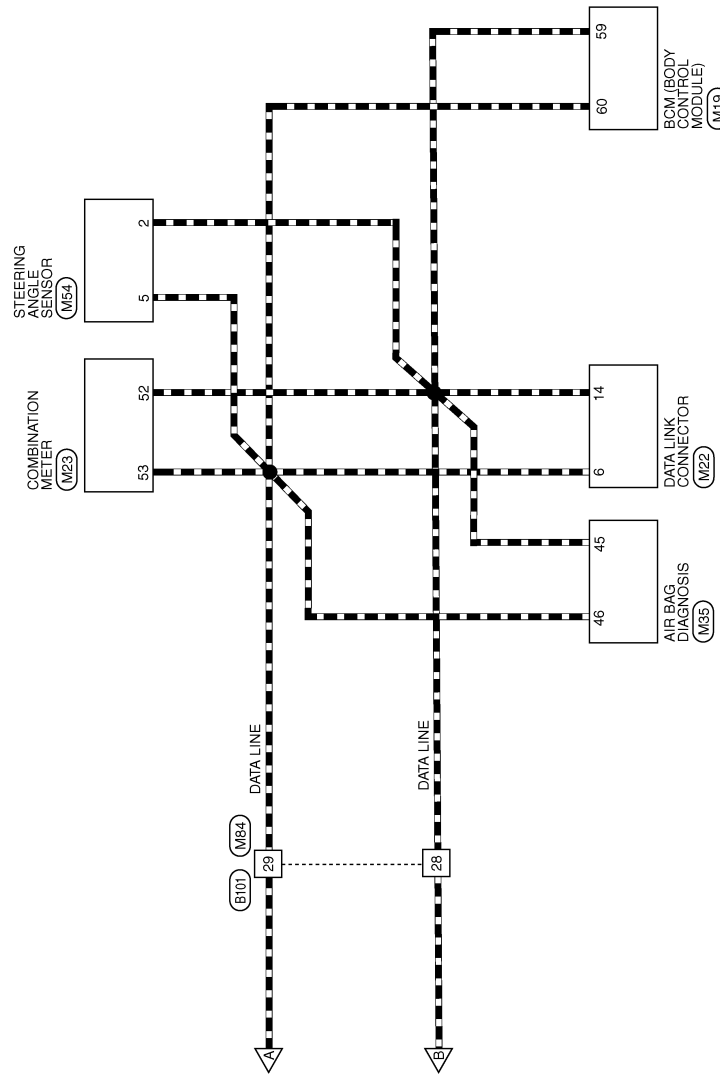 STEERING
ANGLE
SENSOR
M54
5
2
COMBINATION
METER
M23
53
52
59
60
BCM (BODY
CONTROL
MODULE)
M19
6
14
DATA LINK
CONNECTOR
M22
46
45
AIR BAG
DIAGNOSIS
M35
DATA LINE
DATA LINE
B101
M84
29
28
A
B